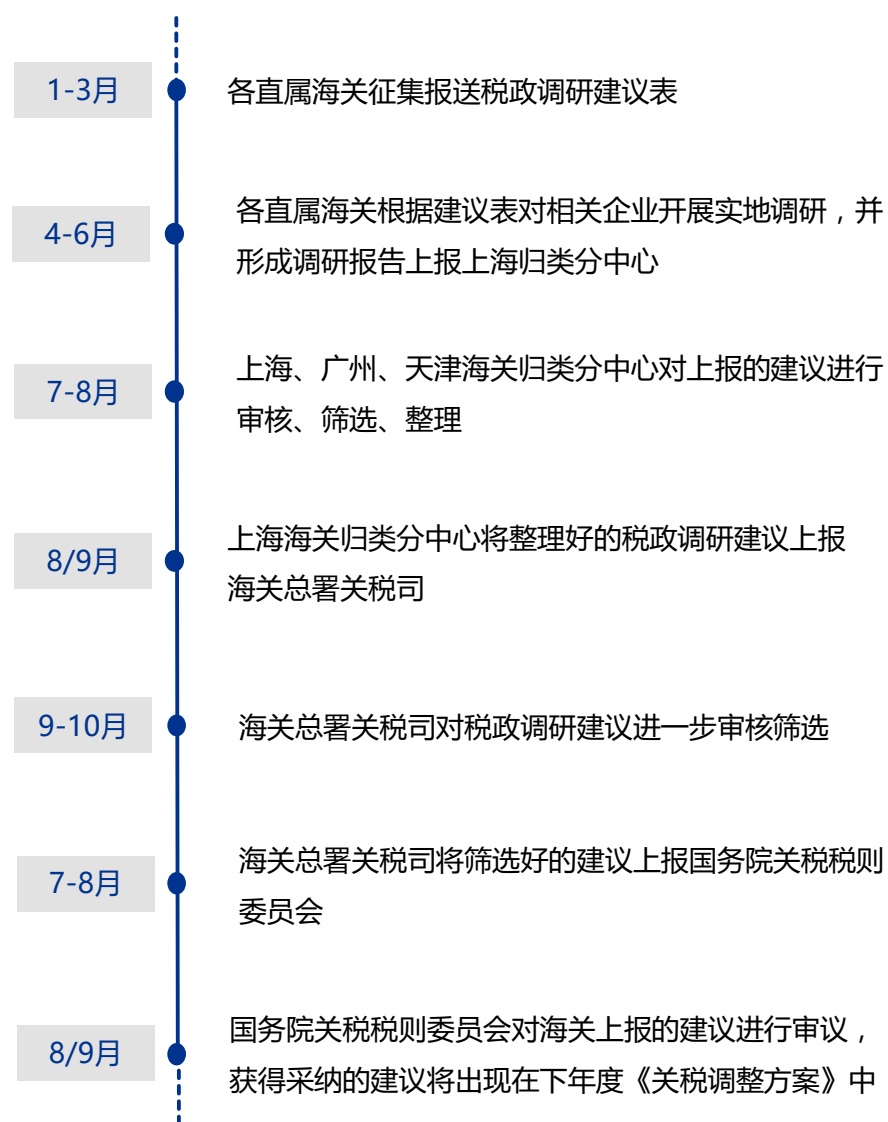 1-3月
各直属海关征集报送税政调研建议表
4-6月
各直属海关根据建议表对相关企业开展实地调研，并
形成调研报告上报上海归类分中心
7-8月
上海、广州、天津海关归类分中心对上报的建议进行
审核、筛选、整理
8/9月
上海海关归类分中心将整理好的税政调研建议上报
海关总署关税司
9-10月
海关总署关税司对税政调研建议进一步审核筛选
7-8月
海关总署关税司将筛选好的建议上报国务院关税税则
委员会
8/9月
国务院关税税则委员会对海关上报的建议进行审议，
获得采纳的建议将出现在下年度《关税调整方案》中